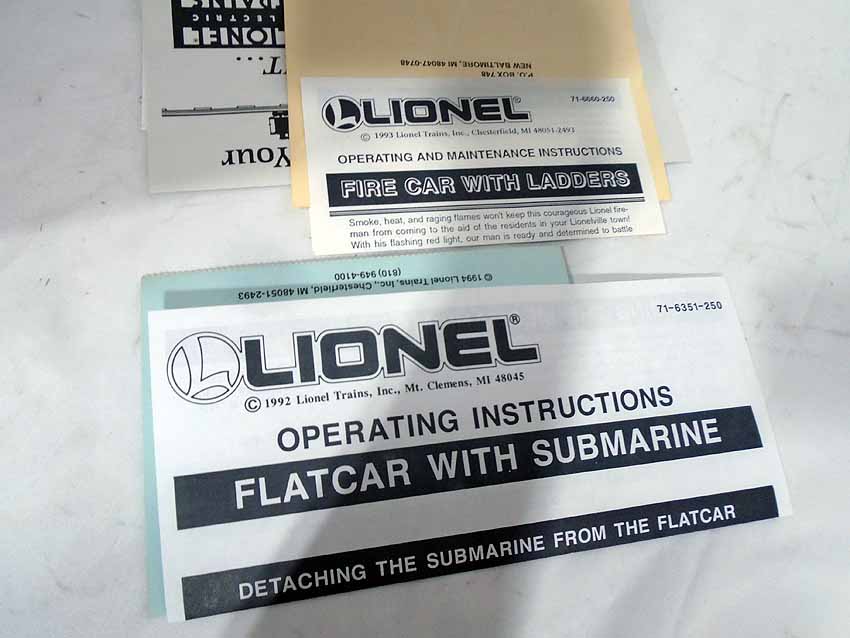 LIONEL
ELECTRIC
TRAINS
Your
P.O. BOX 748
NEW BALTIMORE, MI 48047-0748
LIONEL® 71-6660-250
© 1993 Lionel Trains, Inc., Chesterfield, MI 48051-2493
OPERATING AND MAINTENANCE INSTRUCTIONS
FIRE CAR WITH LADDERS
Smoke, heat, and raging flames won't keep this courageous Lionel fire-
man from coming to the aid of the residents in your Lionelville town!
With his flashing red light, our man is ready and determined to battle
© 1994 Lionel Trains, Inc., Chesterfield, MI 48051-2493
(810) 949-4100
LIONEL® 71-6351-250
© 1992 Lionel Trains, Inc., Mt. Clemens, MI 48045
OPERATING INSTRUCTIONS
FLATCAR WITH SUBMARINE
DETACHING THE SUBMARINE FROM THE FLATCAR